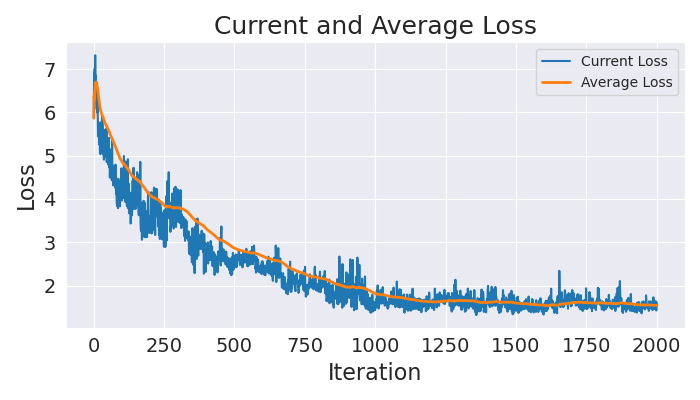 Current and Average Loss
Current Loss
Average Loss
7
6
5
4
3
2
Loss
0 250 500 750 1000 1250 1500 1750 2000
Iteration